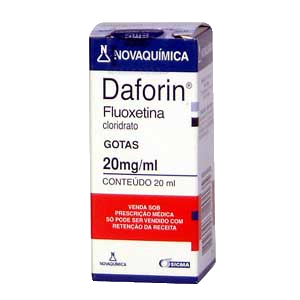 N NOVAQUÍMICA
Daforin®
Fluoxetina
cloridrato
GOTAS
20mg/ml
CONTEÚDO 20 ml
VENDA SOB
PRESCRIÇÃO MÉDICA
SÓ PODE SER VENDIDO COM
RETENÇÃO DA RECEITA
NOVAQUÍMICA
SIGMA